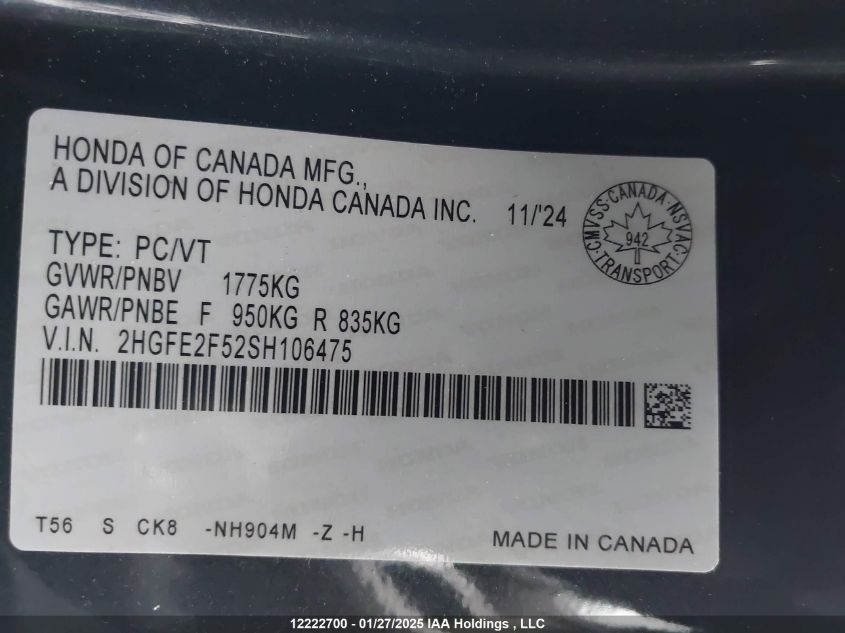 HONDA OF CANADA MFG.,
A DIVISION OF HONDA CANADA INC. 11/'24
TYPE: PC/VT
GVWR/PNBV 1775KG
GAWR/PNBE F 950KG R 835KG
V.I.N. 2HGFE2F52SH106475
CMVSS·CANADA·NSVAC·TRANSPORT·
942
T56 S CK8 -NH904M -Z -H
MADE IN CANADA
12222700 - 01/27/2025 IAA Holdings , LLC